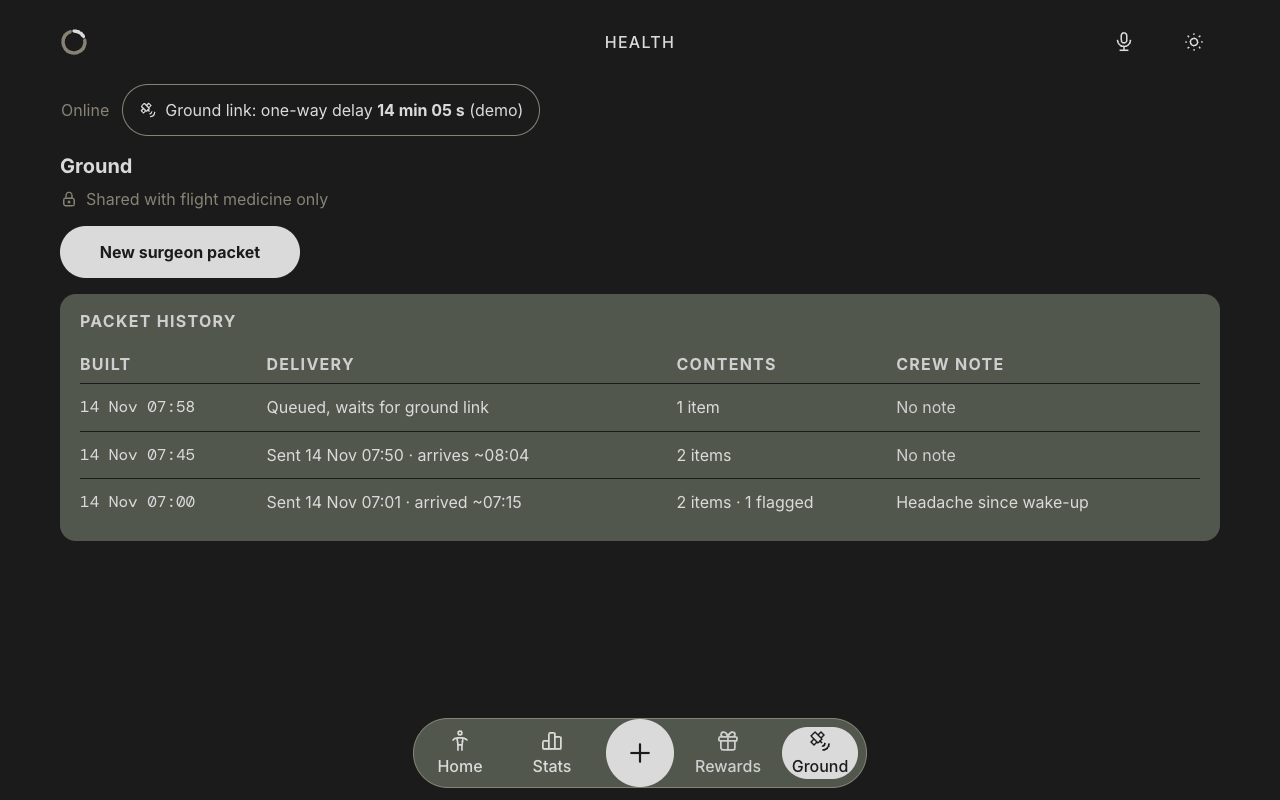 HEALTH
Online
Ground link: one-way delay 14 min 05 s (demo)
Ground
Shared with flight medicine only
New surgeon packet
PACKET HISTORY
BUILT DELIVERY CONTENTS CREW NOTE
14 Nov 07:58 Queued, waits for ground link 1 item No note
14 Nov 07:45 Sent 14 Nov 07:50 · arrives ~08:04 2 items No note
14 Nov 07:00 Sent 14 Nov 07:01 · arrived ~07:15 2 items · 1 flagged Headache since wake-up
Home Stats Rewards Ground